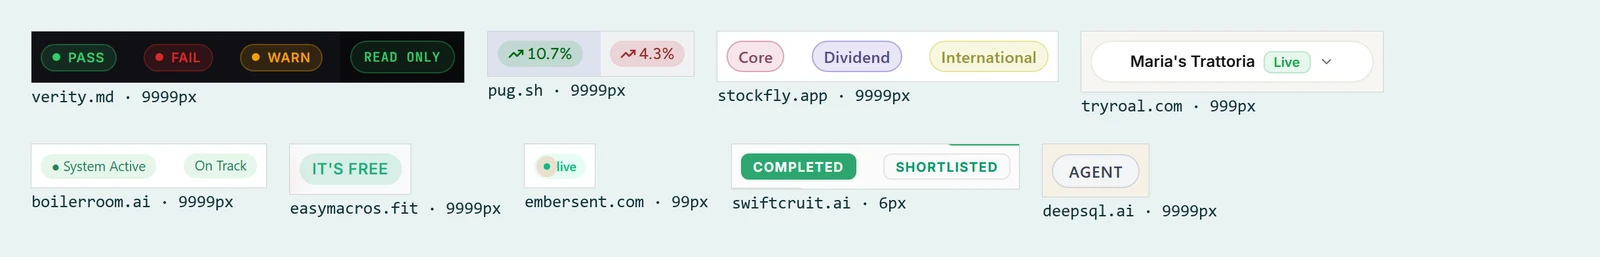 PASS FAIL WARN READ ONLY
verity.md · 9999px
10.7% 4.3%
pug.sh · 9999px
Core Dividend International
stockfly.app · 9999px
Maria's Trattoria Live
tryroal.com · 999px
System Active On Track
boilerroom.ai · 9999px
IT'S FREE
easymacros.fit · 9999px
live
embersent.com · 99px
COMPLETED SHORTLISTED
swiftcruit.ai · 6px
AGENT
deepsql.ai · 9999px